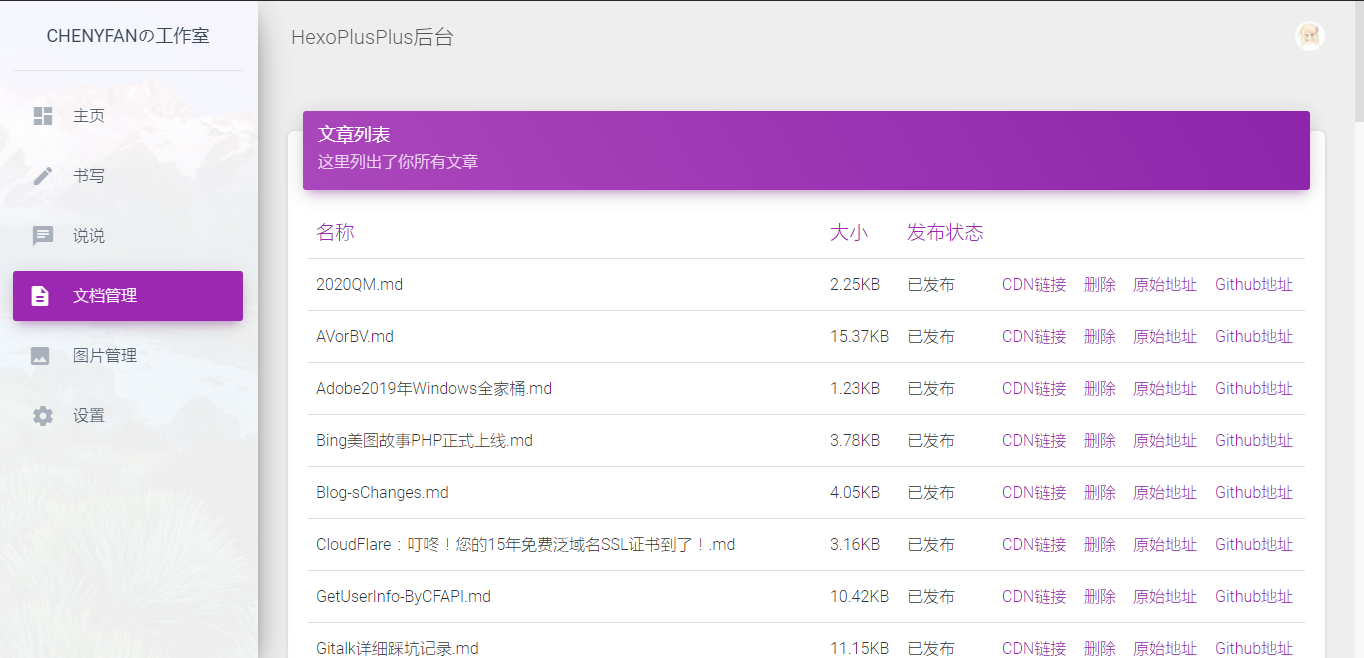 CHENYFANの工作室
主页
书写
说说
文档管理
图片管理
设置
HexoPlusPlus后台
文章列表
这里列出了你所有文章
名称 大小 发布状态
2020QM.md 2.25KB 已发布 CDN链接 删除 原始地址 Github地址
AVorBV.md 15.37KB 已发布 CDN链接 删除 原始地址 Github地址
Adobe2019年Windows全家桶.md 1.23KB 已发布 CDN链接 删除 原始地址 Github地址
Bing美图故事PHP正式上线.md 3.78KB 已发布 CDN链接 删除 原始地址 Github地址
Blog-sChanges.md 4.05KB 已发布 CDN链接 删除 原始地址 Github地址
CloudFlare：叮咚！您的15年免费泛域名SSL证书到了！.md 3.16KB 已发布 CDN链接 删除 原始地址 Github地址
GetUserInfo-ByCFAPI.md 10.42KB 已发布 CDN链接 删除 原始地址 Github地址
Gitalk详细踩坑记录.md 11.15KB 已发布 CDN链接 删除 原始地址 Github地址